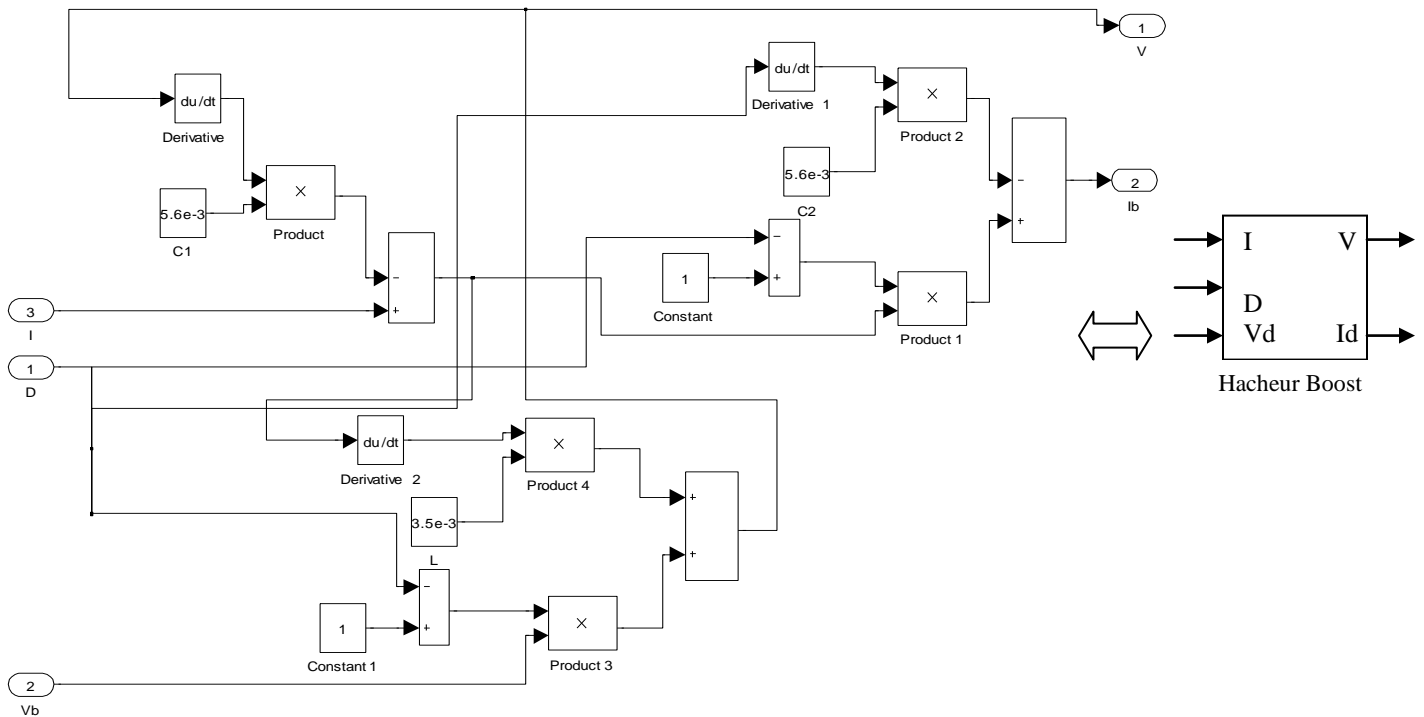 1
V
du/dt
Derivative
du/dt
Derivative 1
×
Product 2
5.6e-3
C1
×
Product
5.6e-3
C2
-
+
2
Ib
-
+
-
+
1
Constant
×
Product 1
3
I
1
D
I V
D
Vd Id
Hacheur Boost
du/dt
Derivative 2
×
Product 4
3.5e-3
L
+
+
-
+
1
Constant 1
×
Product 3
2
Vb